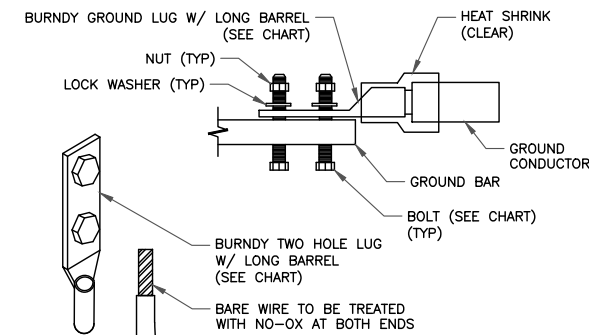 BURNDY GROUND LUG W/ LONG BARREL
(SEE CHART)
HEAT SHRINK
(CLEAR)
NUT (TYP)
LOCK WASHER (TYP)
GROUND
CONDUCTOR
GROUND BAR
BOLT (SEE CHART)
(TYP)
BURNDY TWO HOLE LUG
W/ LONG BARREL
(SEE CHART)
BARE WIRE TO BE TREATED
WITH NO-OX AT BOTH ENDS